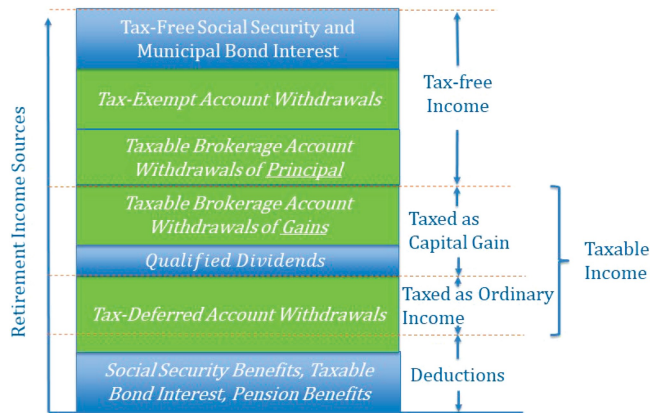 Retirement Income Sources
Tax-Free Social Security and
Municipal Bond Interest
Tax-Exempt Account Withdrawals
Taxable Brokerage Account
Withdrawals of Principal
Taxable Brokerage Account
Withdrawals of Gains
Qualified Dividends
Tax-Deferred Account Withdrawals
Social Security Benefits, Taxable
Bond Interest, Pension Benefits
Tax-free
Income
Taxed as
Capital Gain
Taxed as Ordinary
Income
Deductions
Taxable
Income